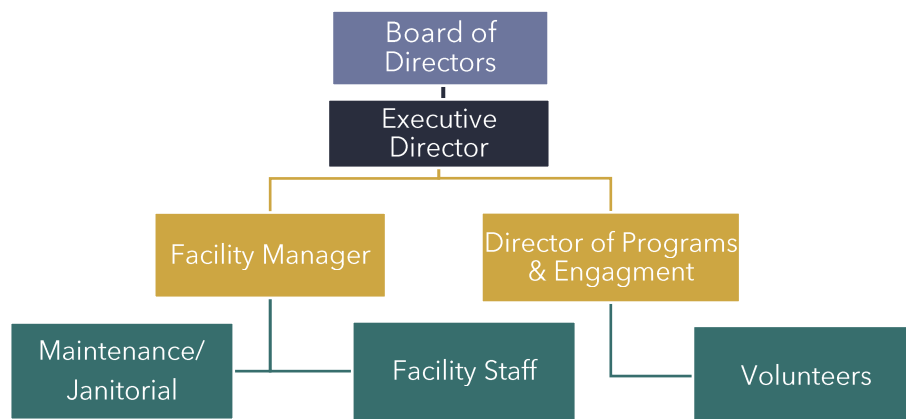 Board of
Directors
Executive
Director
Facility Manager
Director of Programs
& Engagment
Maintenance/
Janitorial
Facility Staff
Volunteers